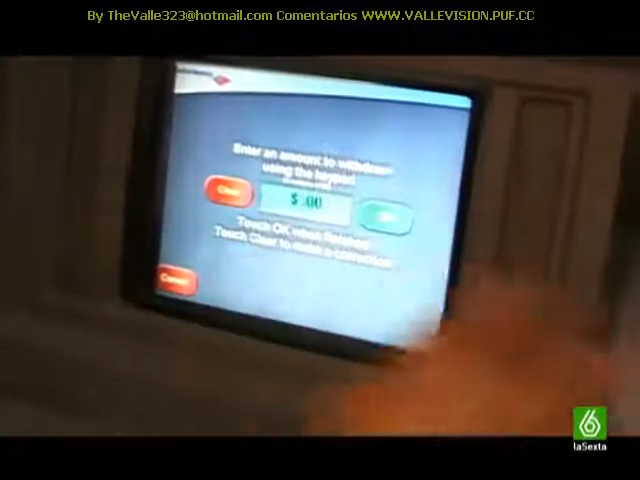 By TheValle323@hotmail.com Comentarios WWW.VALLEVISION.PUF.CC
Enter an amount to withdraw
using the keypad
Clear
$ .00
OK
Touch OK when finished
Touch Clear to make a correction
Cancel
6
laSexta